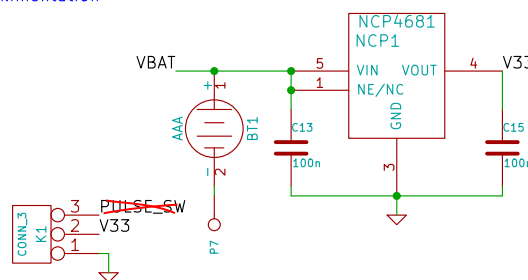 NCP4681
NCP1
VBAT
5
VIN
VOUT
4
V33
1
NE/NC
GND
3
+
1
AAA
BT1
−
2
P7
C13
100n
C15
100n
CONN_3
K1
3
PULSE_SW
2
V33
1